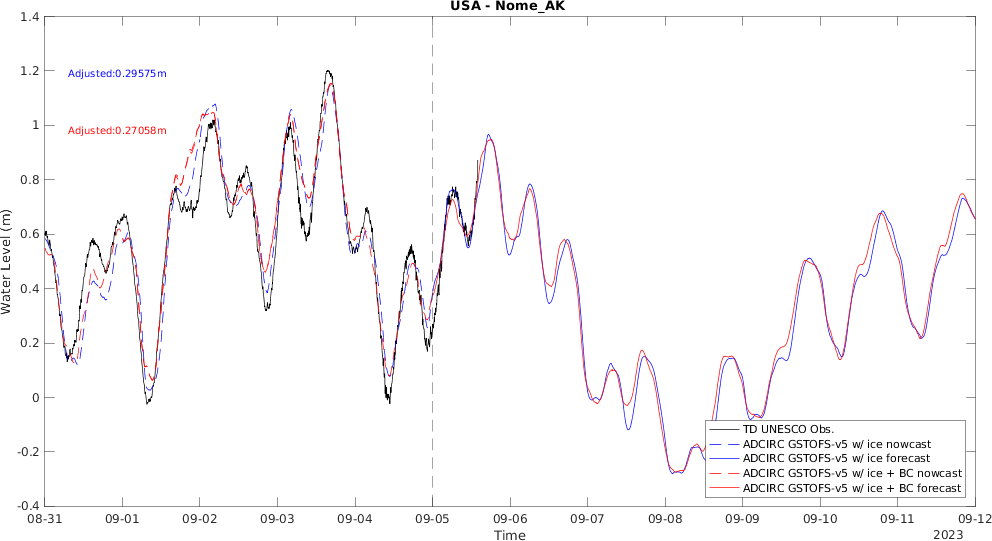 USA - Nome_AK
1.4
1.2
1
0.8
0.6
0.4
0.2
0
-0.2
-0.4
Water Level (m)
Adjusted:0.29575m
Adjusted:0.27058m
TD UNESCO Obs.
ADCIRC GSTOFS-v5 w/ ice nowcast
ADCIRC GSTOFS-v5 w/ ice forecast
ADCIRC GSTOFS-v5 w/ ice + BC nowcast
ADCIRC GSTOFS-v5 w/ ice + BC forecast
08-31 09-01 09-02 09-03 09-04 09-05 09-06 09-07 09-08 09-09 09-10 09-11 09-12
Time
2023